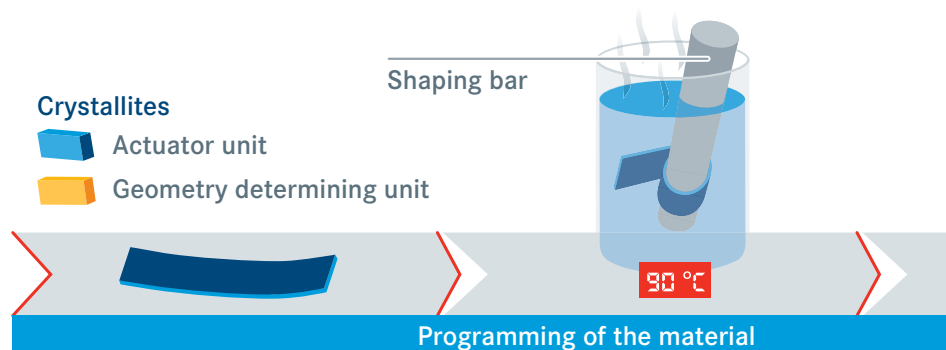 Shaping bar
Crystallites
Actuator unit
Geometry determining unit
90 °C
Programming of the material